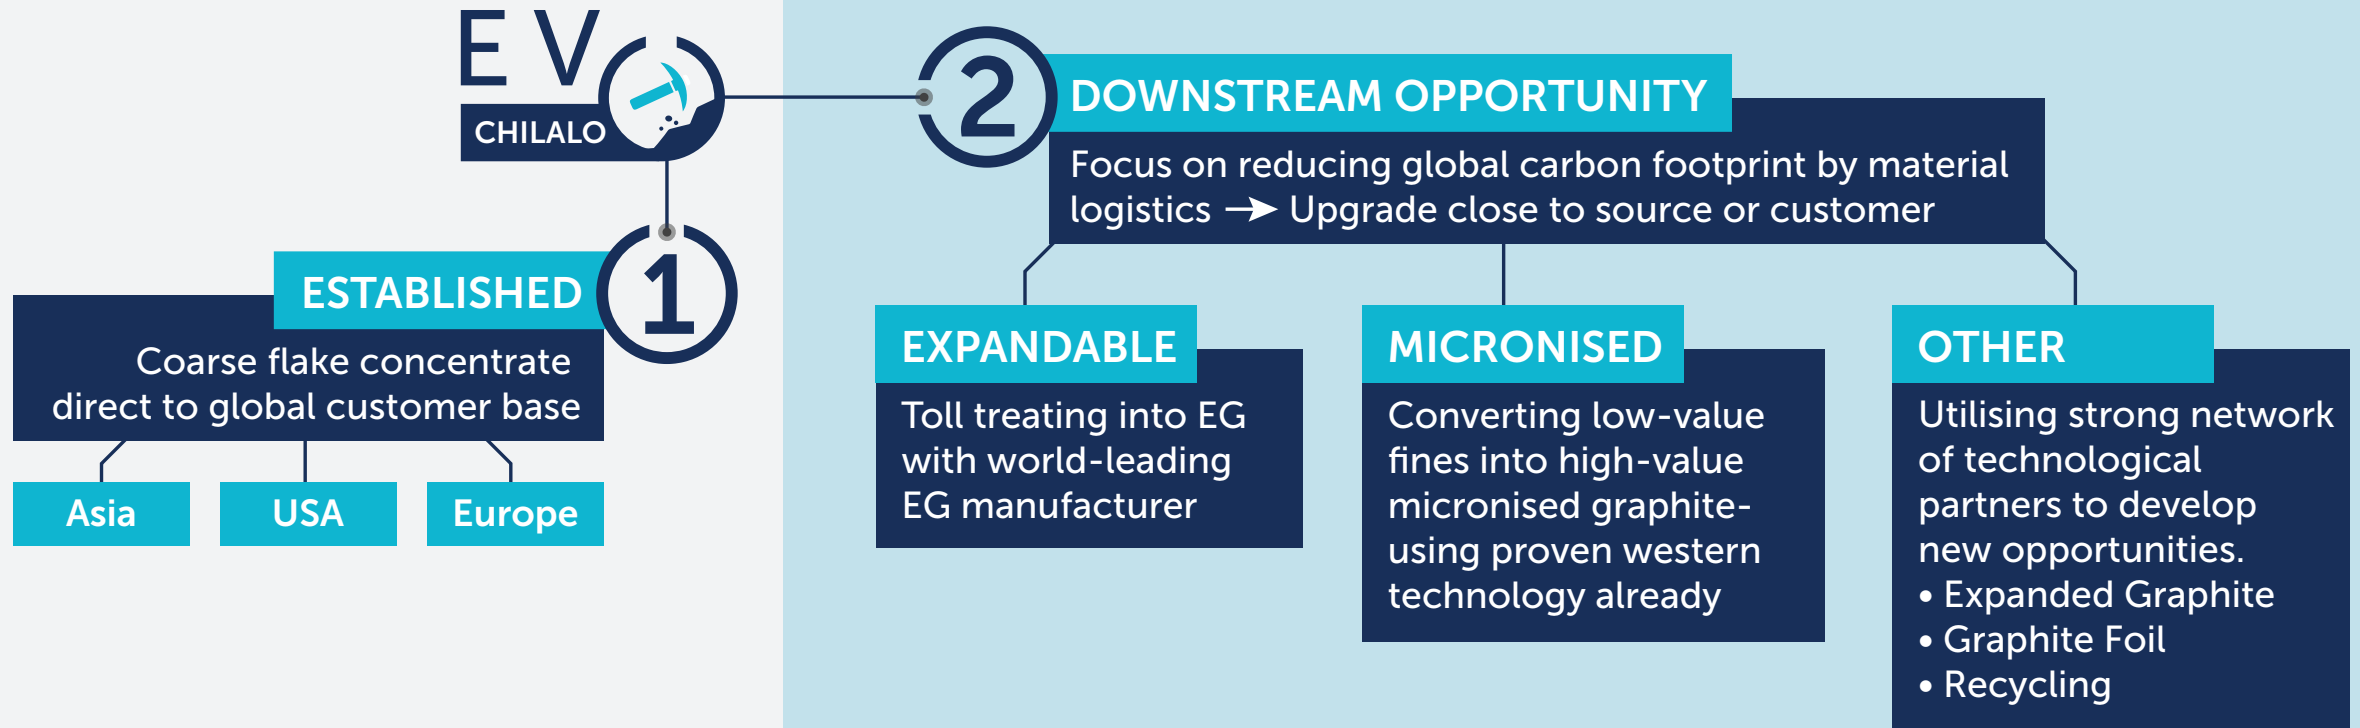 EV
CHILALO
1
ESTABLISHED
Coarse flake concentrate
direct to global customer base
Asia
USA
Europe
2
DOWNSTREAM OPPORTUNITY
Focus on reducing global carbon footprint by material
logistics → Upgrade close to source or customer
EXPANDABLE
Toll treating into EG
with world-leading
EG manufacturer
MICRONISED
Converting low-value
fines into high-value
micronised graphite-
using proven western
technology already
OTHER
Utilising strong network
of technological
partners to develop
new opportunities.
• Expanded Graphite
• Graphite Foil
• Recycling